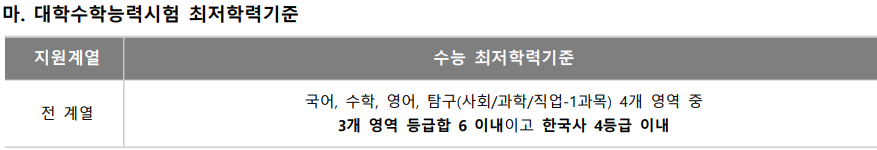 마. 대학수학능력시험 최저학력기준
지원계열 수능 최저학력기준
국어, 수학, 영어, 탐구(사회/과학/직업-1과목) 4개 영역 중
전 계열
3개 영역 등급합 6 이내이고 한국사 4등급 이내